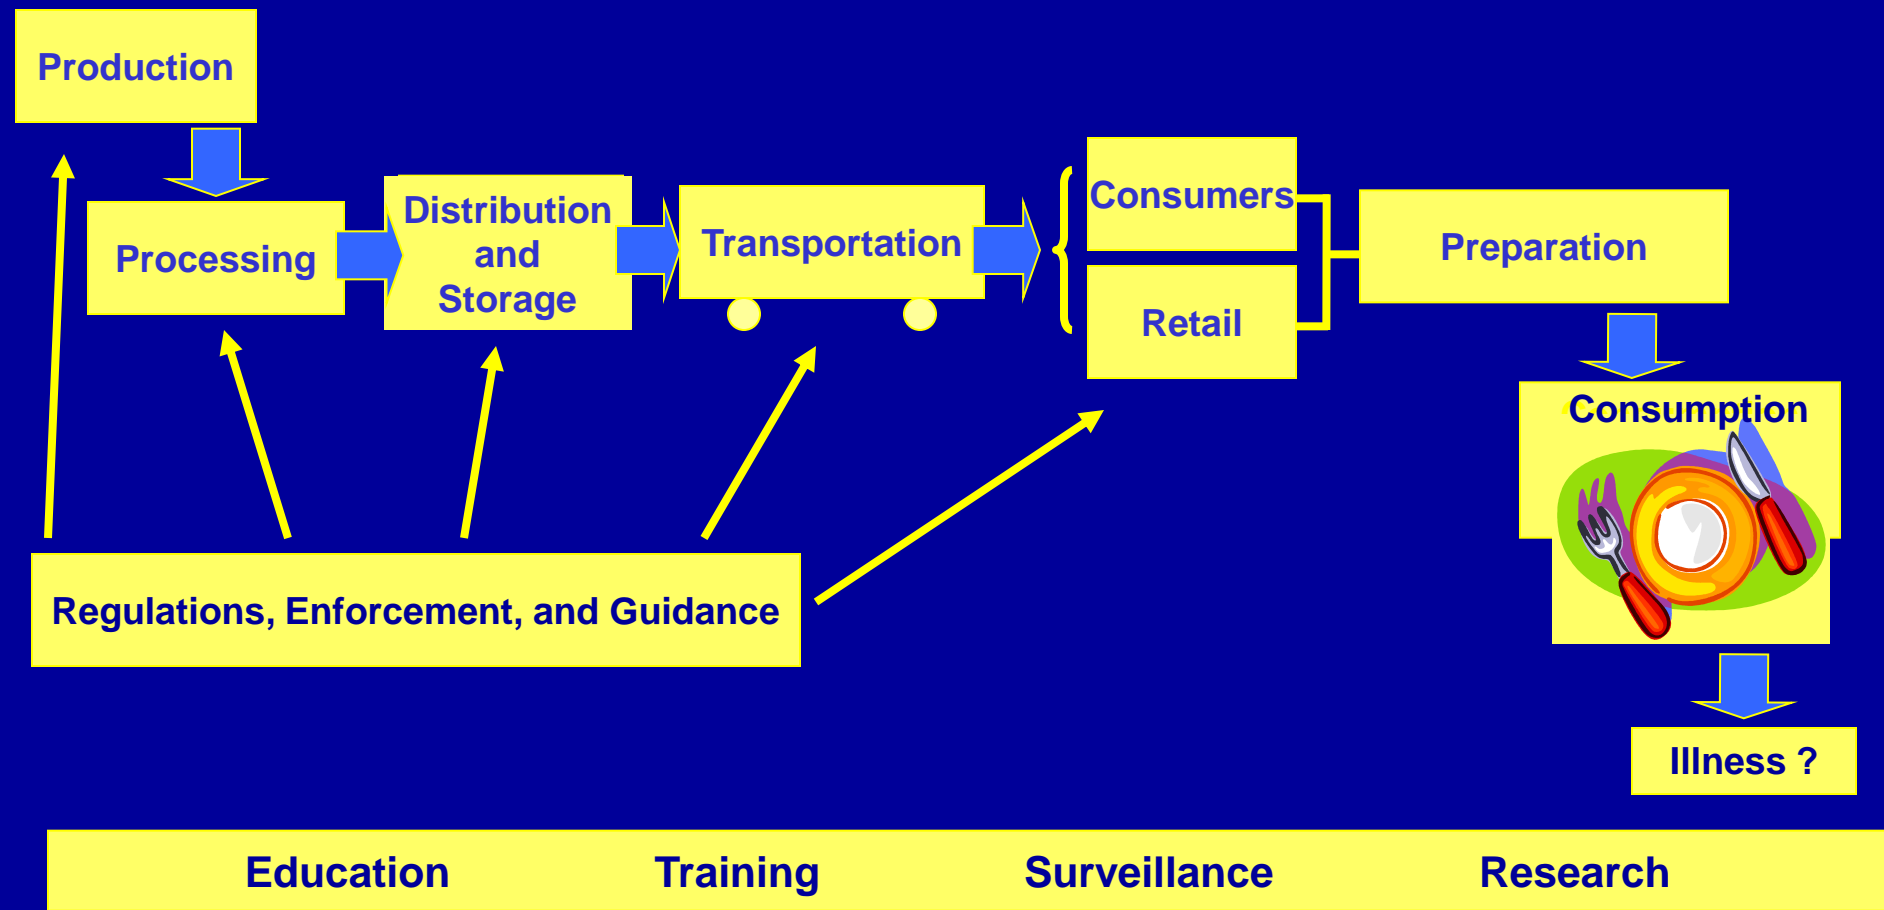 Production
Processing
Distribution
and
Storage
Transportation
Consumers
Retail
Preparation
Consumption
Regulations, Enforcement, and Guidance
Illness ?
Education Training Surveillance Research